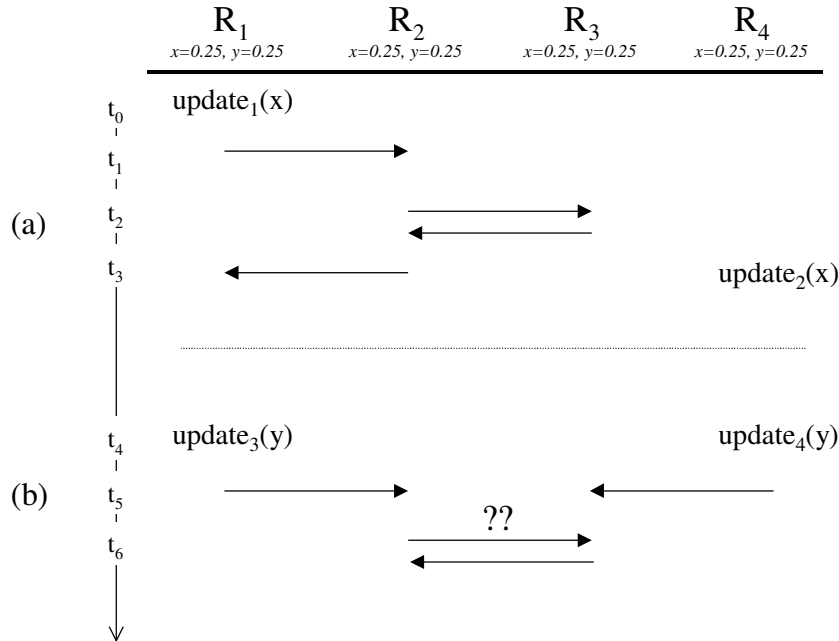 R₁ R₂ R₃ R₄
x=0.25, y=0.25 x=0.25, y=0.25 x=0.25, y=0.25 x=0.25, y=0.25
t₀ update₁(x)
t₁
(a) t₂
t₃ update₂(x)
t₄ update₃(y) update₄(y)
(b) t₅
??
t₆